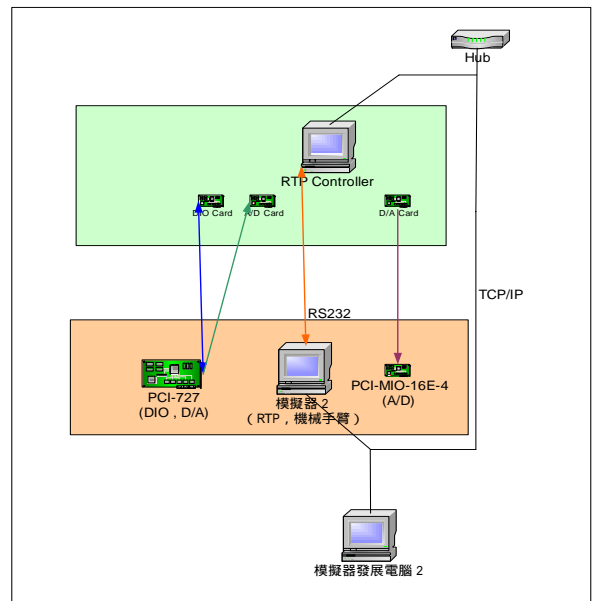 Hub
RTP Controller
DIO Card
A/D Card
D/A Card
TCP/IP
RS232
PCI-727
(DIO , D/A)
模擬器 2
（RTP，機械手臂）
PCI-MIO-16E-4
(A/D)
模擬器發展電腦 2